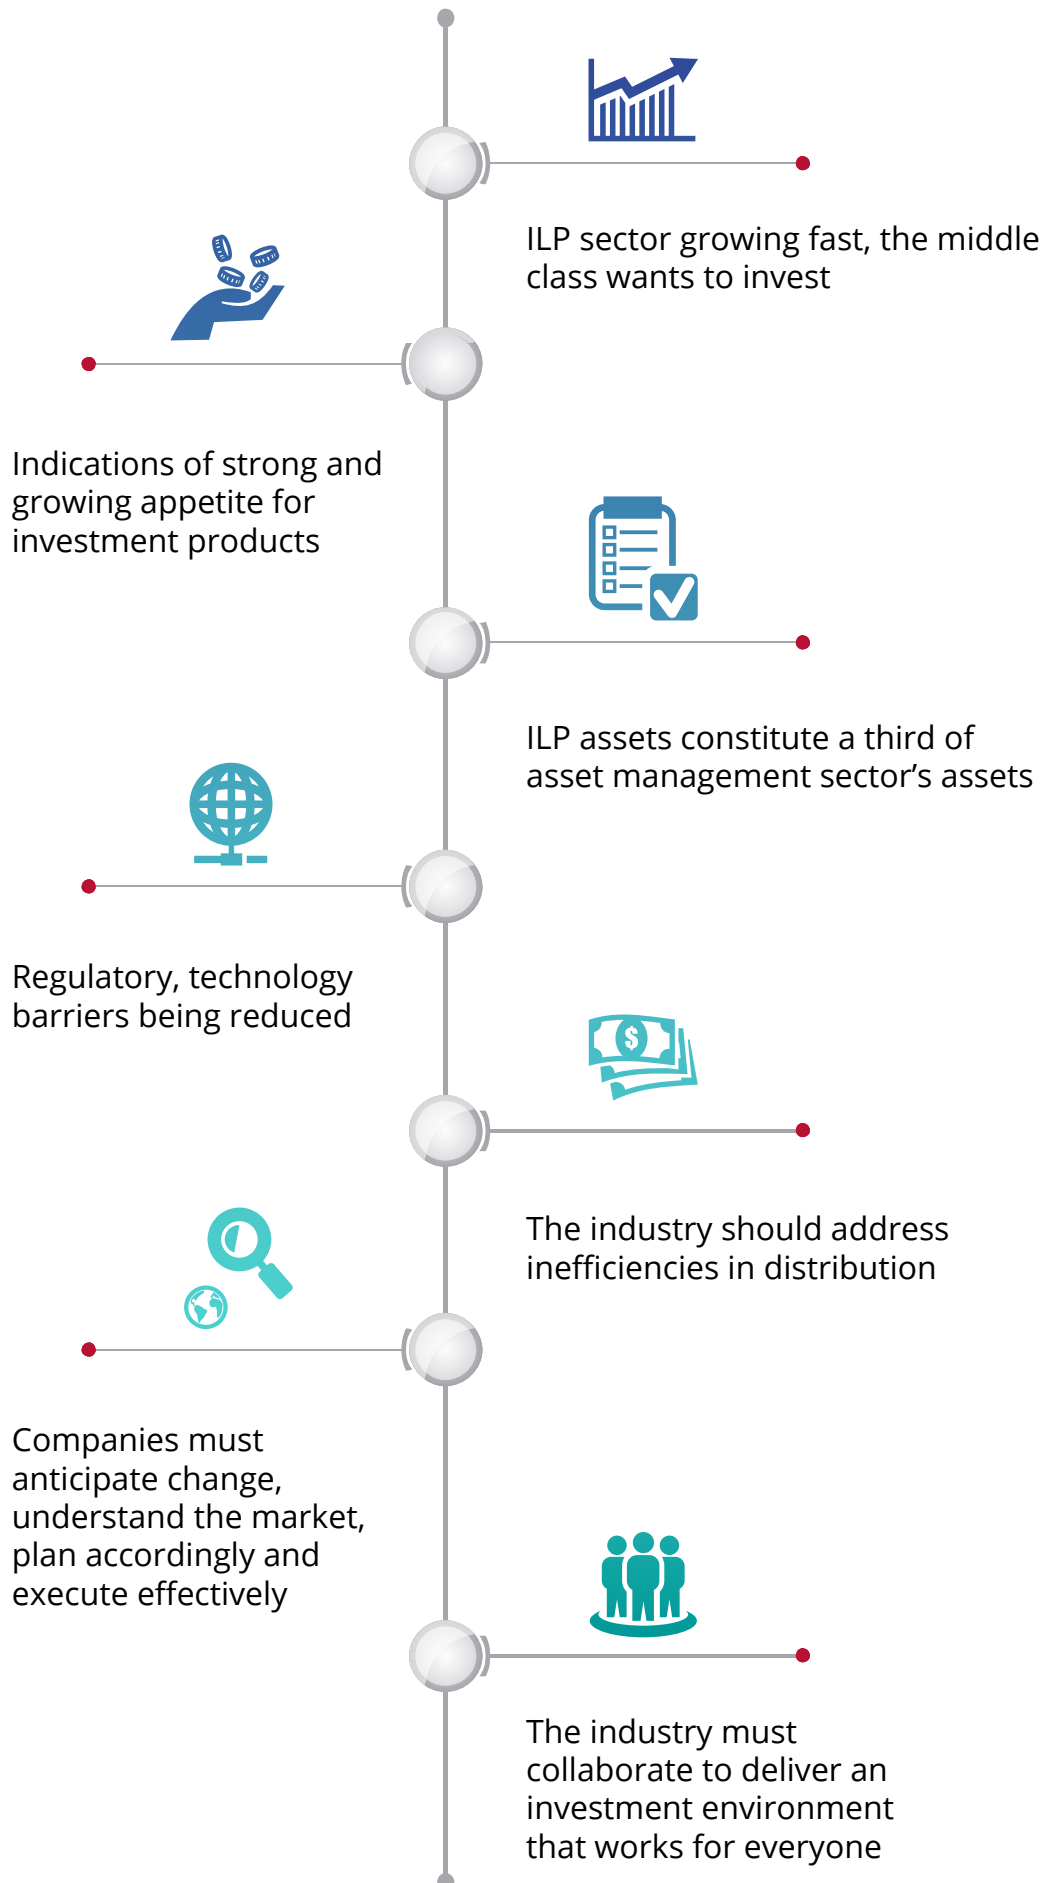 ILP sector growing fast, the middle
class wants to invest
Indications of strong and
growing appetite for
investment products
ILP assets constitute a third of
asset management sector’s assets
Regulatory, technology
barriers being reduced
$
The industry should address
inefficiencies in distribution
Companies must
anticipate change,
understand the market,
plan accordingly and
execute effectively
The industry must
collaborate to deliver an
investment environment
that works for everyone